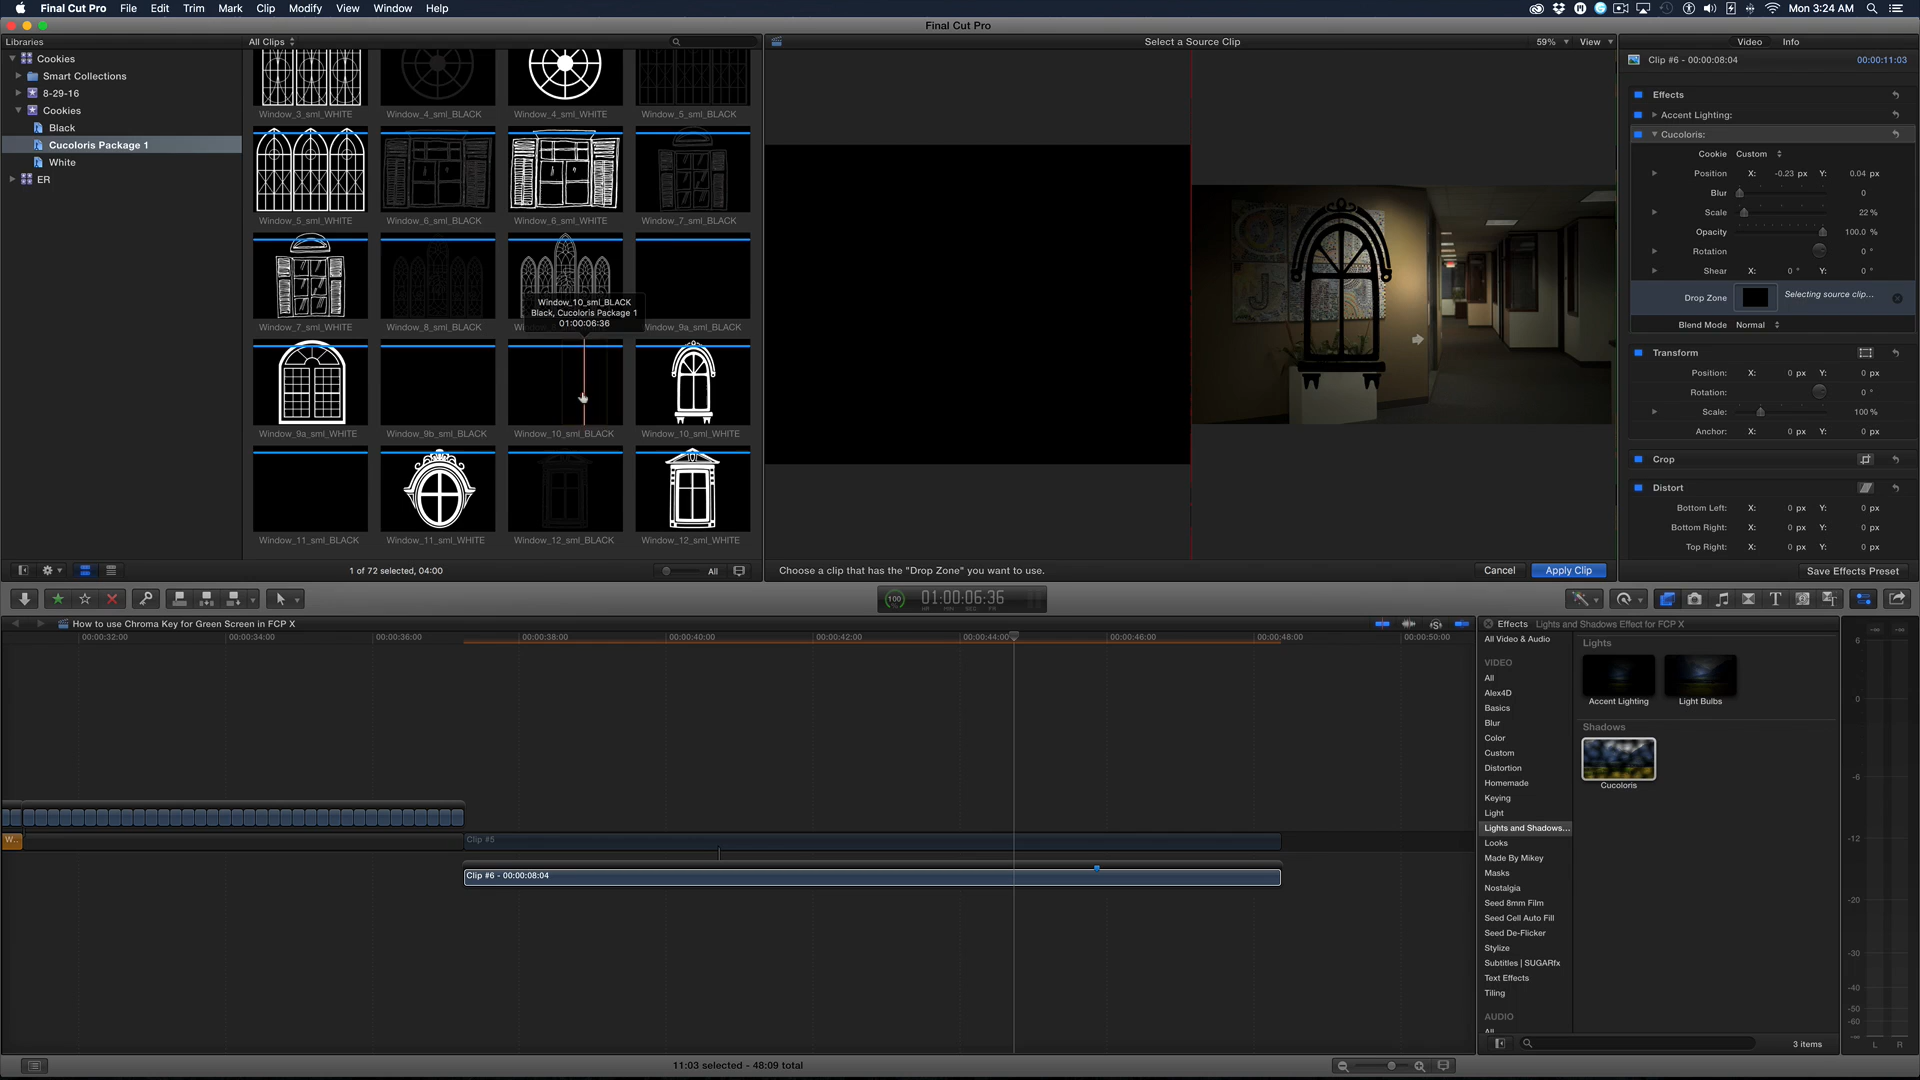 Final Cut Pro File Edit Trim Mark Clip Modify View Window Help
Mon 3:24 AM
Final Cut Pro
Libraries
Cookies
Smart Collections
8-29-16
Cookies
Black
Cucoloris Package 1
White
ER
All Clips
Window_3_sml_WHITE Window_4_sml_BLACK Window_4_sml_WHITE Window_5_sml_BLACK
Window_5_sml_WHITE Window_6_sml_BLACK Window_6_sml_WHITE Window_7_sml_BLACK
Window_10_sml_BLACK
Black, Cucoloris Package 1
01:00:06:36
Window_7_sml_WHITE Window_8_sml_BLACK Window_9a_sml_BLACK
Window_9a_sml_WHITE Window_9b_sml_BLACK Window_10_sml_BLACK Window_10_sml_WHITE
Window_11_sml_BLACK Window_11_sml_WHITE Window_12_sml_BLACK Window_12_sml_WHITE
1 of 72 selected, 04:00
All
Select a Source Clip
59% View
Choose a clip that has the "Drop Zone" you want to use.
Cancel Apply Clip
Video Info
Clip #6 - 00:00:08:04 00:00:11:03
Effects
Accent Lighting:
Cucoloris:
Cookie Custom
Position X: -0.23 px Y: 0.04 px
Blur 0
Scale 22 %
Opacity 100.0 %
Rotation 0 °
Shear X: 0 ° Y: 0 °
Drop Zone Selecting source clip...
Blend Mode Normal
Transform
Position: X: 0 px Y: 0 px
Rotation: 0 °
Scale: 100 %
Anchor: X: 0 px Y: 0 px
Crop
Distort
Bottom Left: X: 0 px Y: 0 px
Bottom Right: X: 0 px Y: 0 px
Top Right: X: 0 px Y: 0 px
Save Effects Preset
100 01:00:06:36
HR MIN SEC FR
How to use Chroma Key for Green Screen in FCP X
00:00:32:00 00:00:34:00 00:00:36:00 00:00:38:00 00:00:40:00 00:00:42:00 00:00:44:00 00:00:46:00 00:00:48:00 00:00:50:00
W...
Clip #5
Clip #6 - 00:00:08:04
11:03 selected - 48:09 total
Effects Lights and Shadows Effect for FCP X
All Video & Audio
VIDEO
All
Alex4D
Basics
Blur
Color
Custom
Distortion
Homemade
Keying
Light
Lights and Shadows...
Looks
Made By Mikey
Masks
Nostalgia
Seed 8mm Film
Seed Cell Auto Fill
Seed De-Flicker
Stylize
Subtitles | SUGARfx
Text Effects
Tiling
AUDIO
All
Lights
Accent Lighting Light Bulbs
Shadows
Cucoloris
3 items
6
0
-6
-12
-20
-30
-40
-50
-60
L R